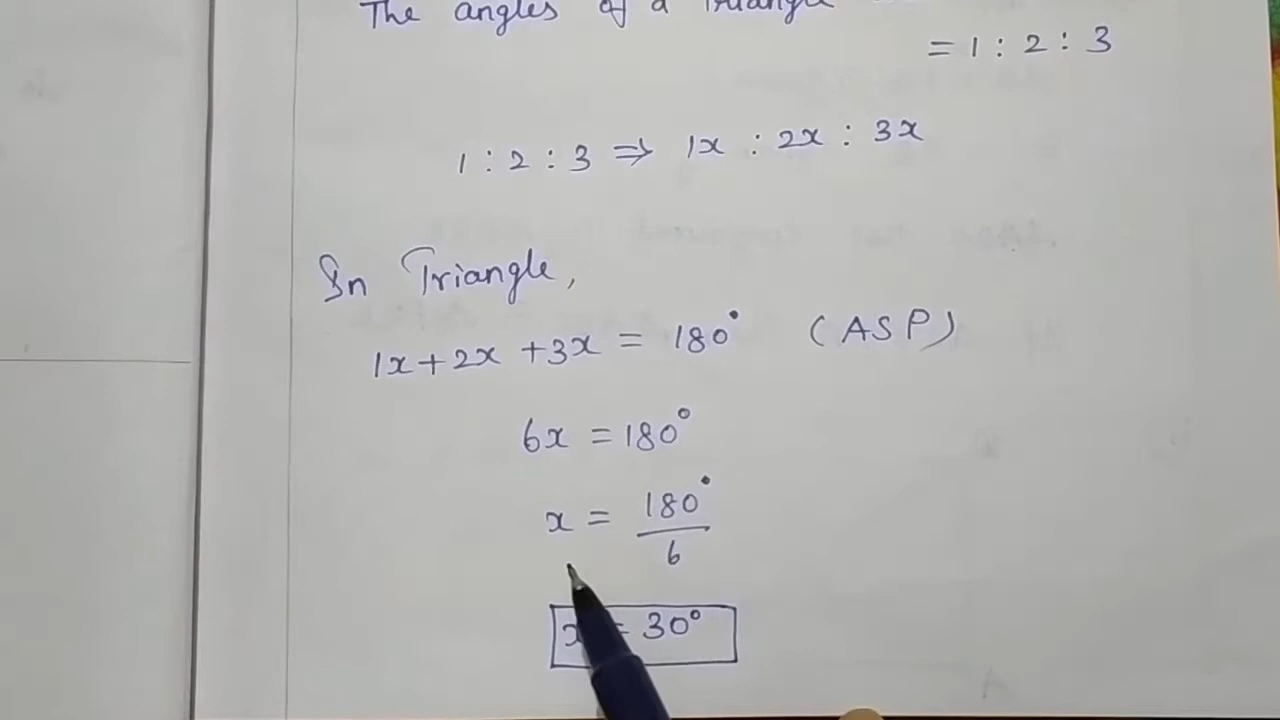 The angles of a Triangle
= 1 : 2 : 3
1 : 2 : 3 ⇒ 1x : 2x : 3x
In Triangle,
1x + 2x + 3x = 180° (ASP)
6x = 180°
x = 180°
6
x = 30°